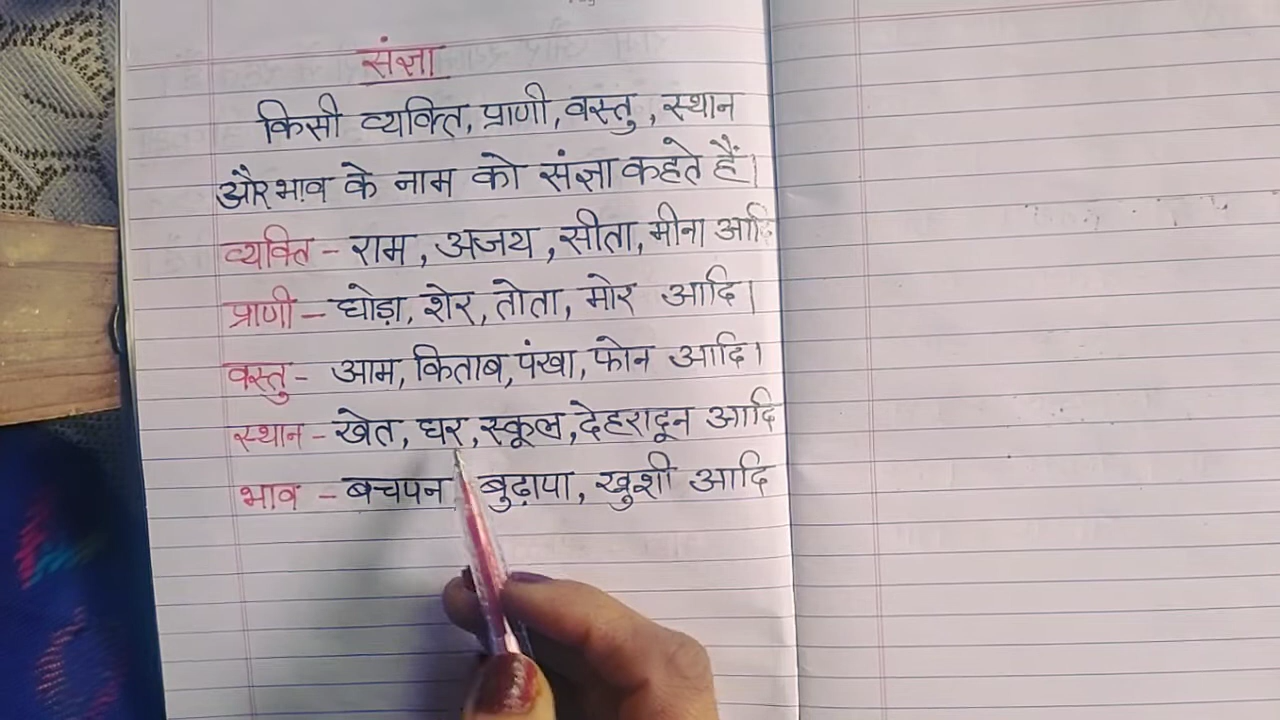 संज्ञा
किसी व्यक्ति, प्राणी, वस्तु, स्थान
और भाव के नाम को संज्ञा कहते हैं।
व्यक्ति - राम, अजय, सीता, मीना आदि
प्राणी - घोड़ा, शेर, तोता, मोर आदि।
वस्तु - आम, किताब, पंखा, फोन आदि।
स्थान - खेत, घर, स्कूल, देहरादून आदि
भाव - बचपन बुढ़ापा, खुशी आदि